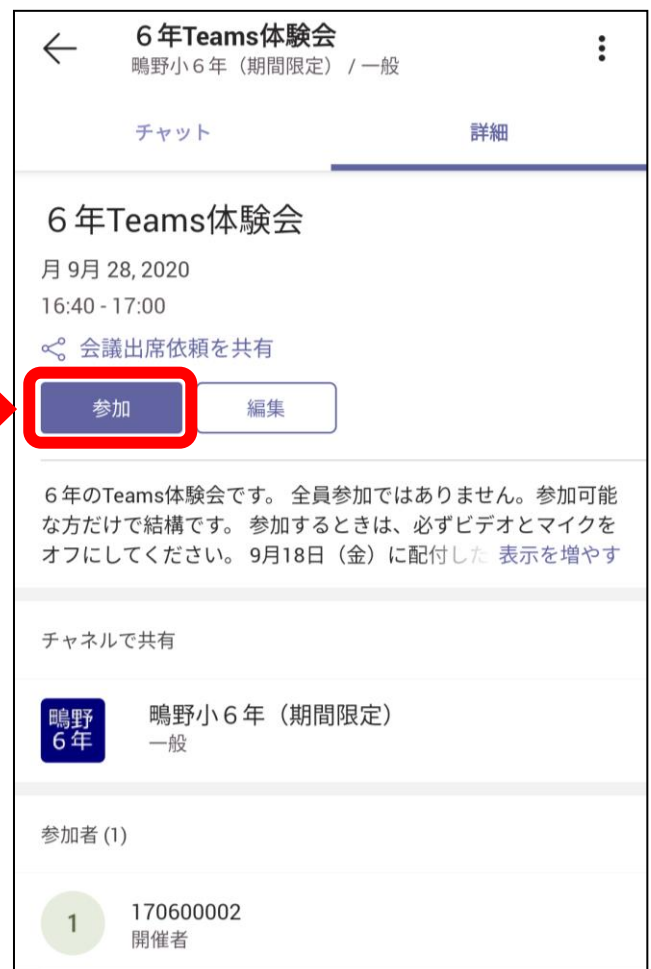 ６年Teams体験会
鴫野小６年（期間限定） / 一般
チャット
詳細
６年Teams体験会
月 9月 28, 2020
16:40 - 17:00
会議出席依頼を共有
参加
編集
６年のTeams体験会です。 全員参加ではありません。参加可能
な方だけで結構です。 参加するときは、必ずビデオとマイクを
オフにしてください。 9月18日（金）に配付した 表示を増やす
チャネルで共有
鴫野
６年
鴫野小６年（期間限定）
一般
参加者 (1)
1
170600002
開催者